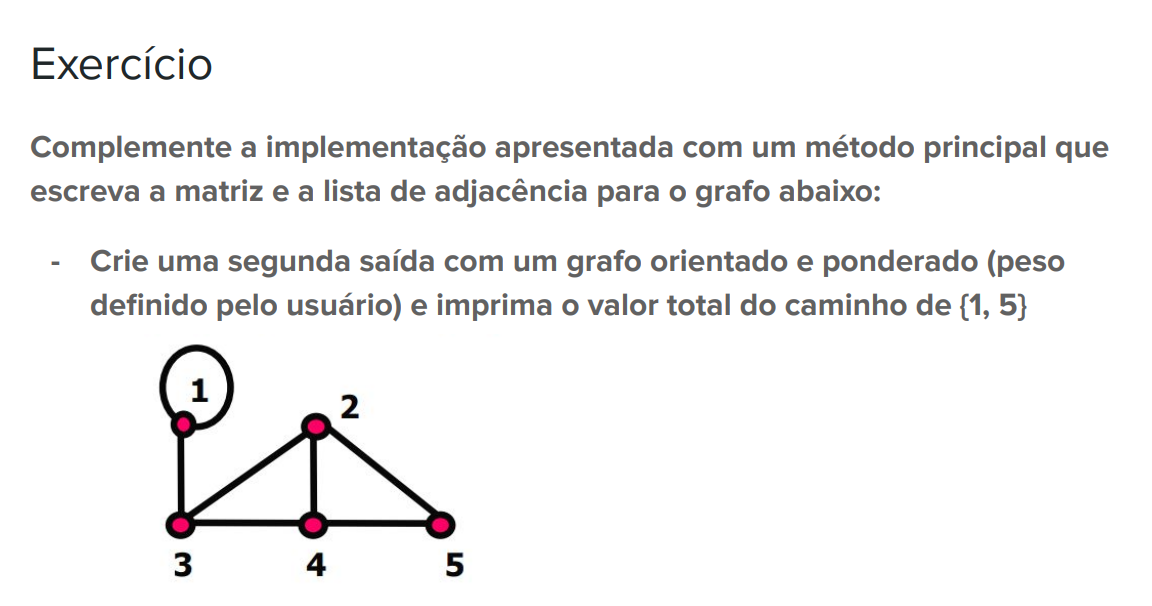 Exercício
Complemente a implementação apresentada com um método principal que
escreva a matriz e a lista de adjacência para o grafo abaixo:
- Crie uma segunda saída com um grafo orientado e ponderado (peso
definido pelo usuário) e imprima o valor total do caminho de {1, 5}
1
2
3 4 5